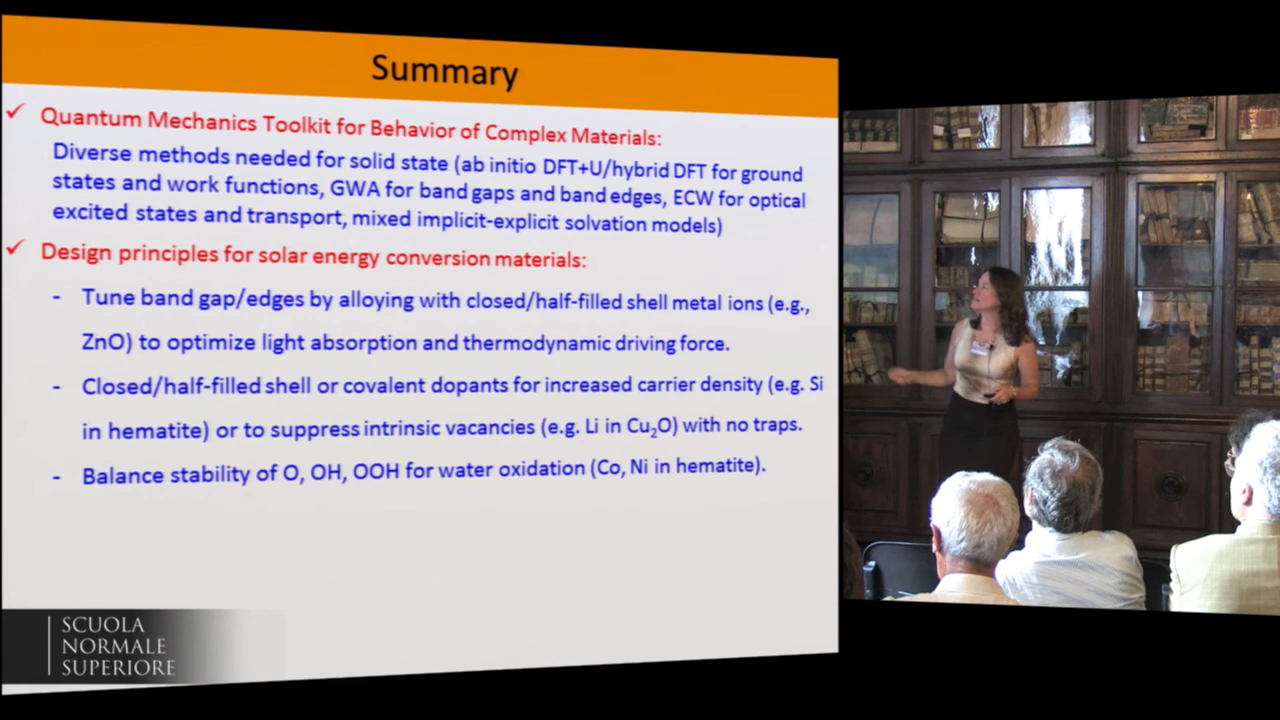 Summary
✓ Quantum Mechanics Toolkit for Behavior of Complex Materials:
Diverse methods needed for solid state (ab initio DFT+U/hybrid DFT for ground
states and work functions, GWA for band gaps and band edges, ECW for optical
excited states and transport, mixed implicit-explicit solvation models)
✓ Design principles for solar energy conversion materials:
- Tune band gap/edges by alloying with closed/half-filled shell metal ions (e.g.,
ZnO) to optimize light absorption and thermodynamic driving force.
- Closed/half-filled shell or covalent dopants for increased carrier density (e.g. Si
in hematite) or to suppress intrinsic vacancies (e.g. Li in Cu₂O) with no traps.
- Balance stability of O, OH, OOH for water oxidation (Co, Ni in hematite).
SCUOLA
NORMALE
SUPERIORE